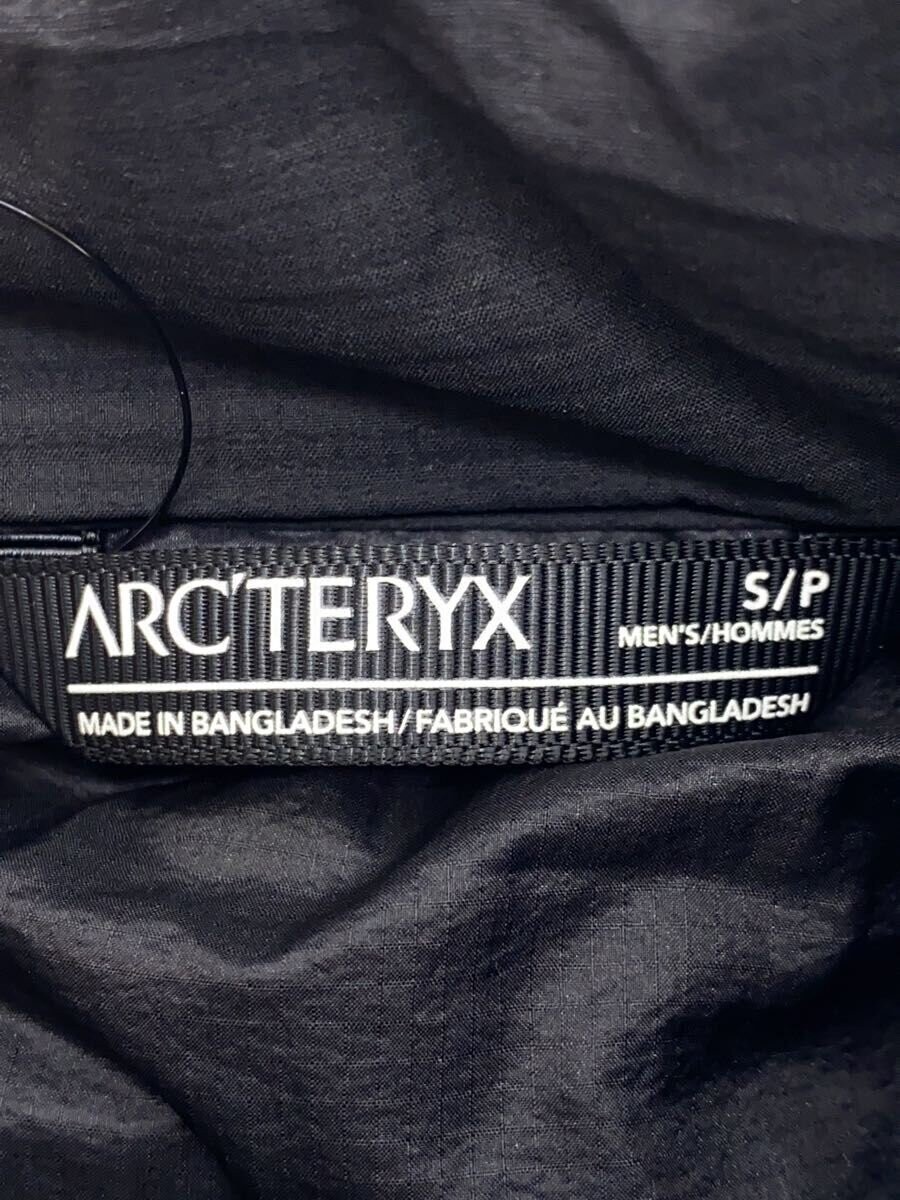 ARC'TERYX
S/P
MEN'S/HOMMES
MADE IN BANGLADESH/FABRIQUÉ AU BANGLADESH